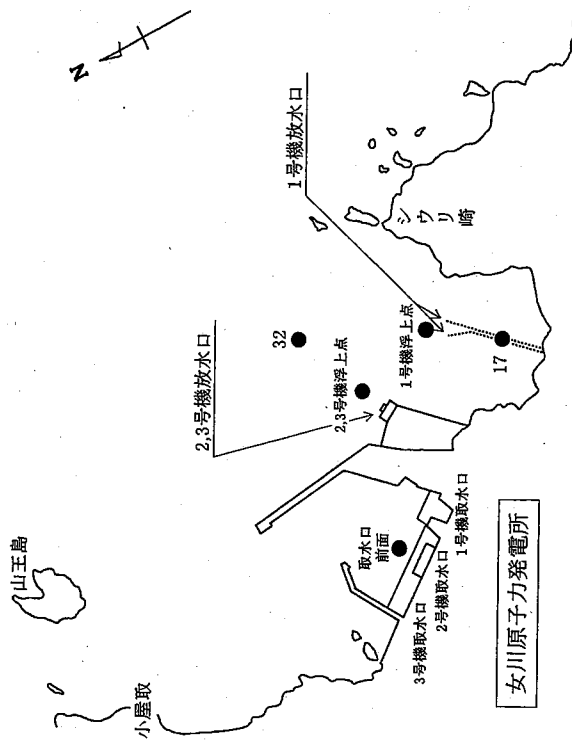 N
1号機放水口
2,3号機放水口
山王島
小屋取
シウリ
崎
32
1号機浮上点
2,3号機浮上点
17
取水口
前面
1号機取水口
2号機取水口
3号機取水口
女川原子力発電所